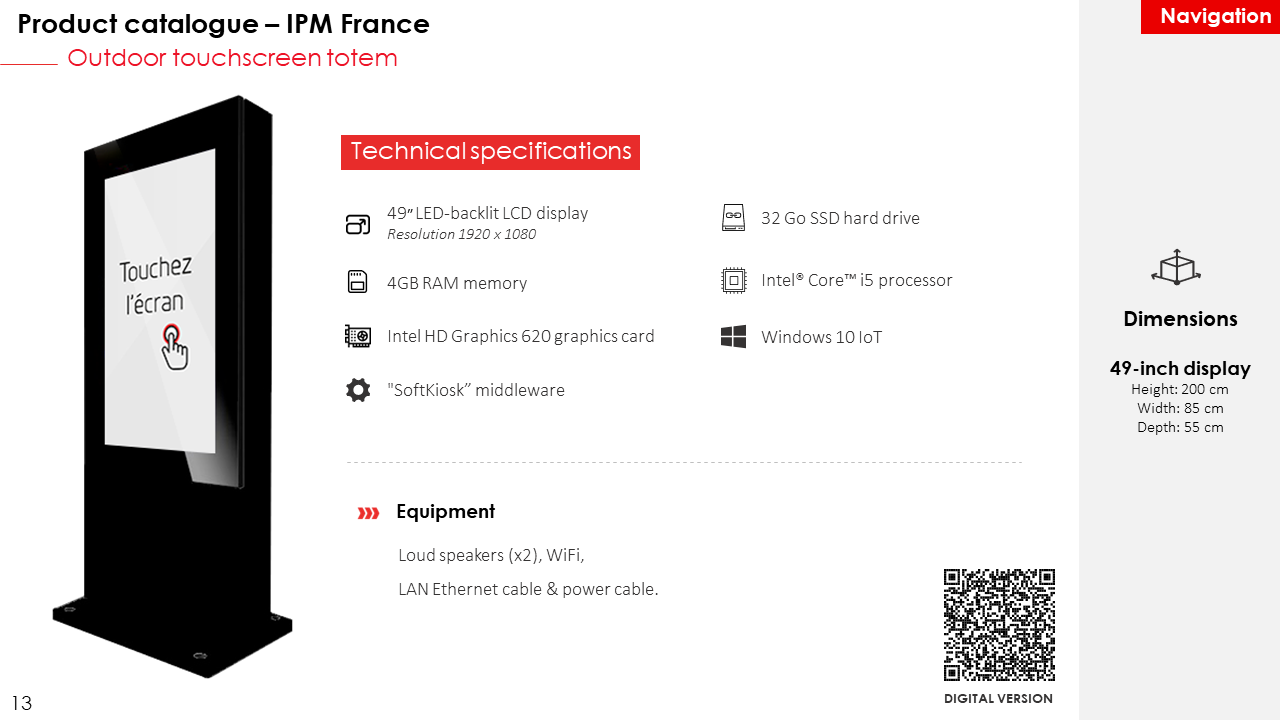 Product catalogue – IPM France
Navigation
Outdoor touchscreen totem
Touchez
l'écran
Technical specifications
49″ LED-backlit LCD display
Resolution 1920 x 1080
4GB RAM memory
Intel HD Graphics 620 graphics card
"SoftKiosk” middleware
32 Go SSD hard drive
Intel® Core™ i5 processor
Windows 10 IoT
Equipment
Loud speakers (x2), WiFi,
LAN Ethernet cable & power cable.
DIGITAL VERSION
Dimensions
49-inch display
Height: 200 cm
Width: 85 cm
Depth: 55 cm
13